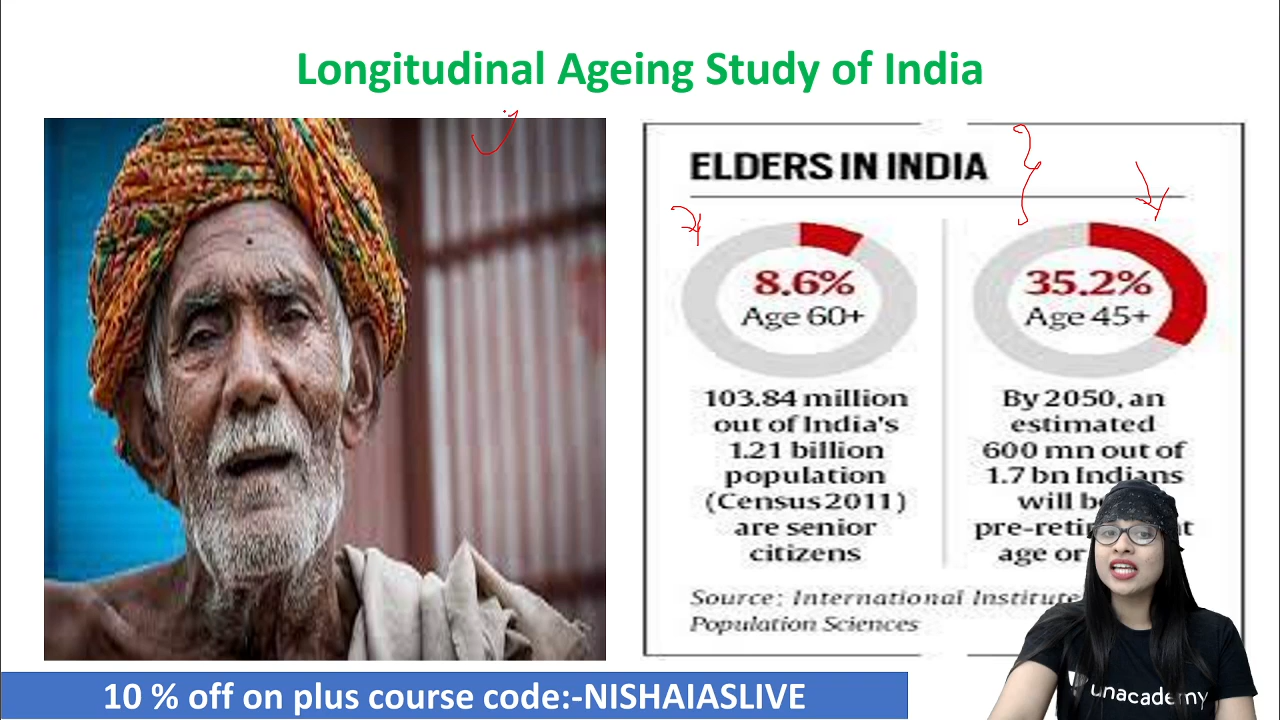 Longitudinal Ageing Study of India
ELDERS IN INDIA
8.6%
Age 60+
103.84 million
out of India's
1.21 billion
population
(Census 2011)
are senior
citizens
35.2%
Age 45+
By 2050, an
estimated
600 mn out of
1.7 bn Indians
will
age or
Source: International Institute
Population Sciences
unacademy
10 % off on plus course code:-NISHAIASLIVE